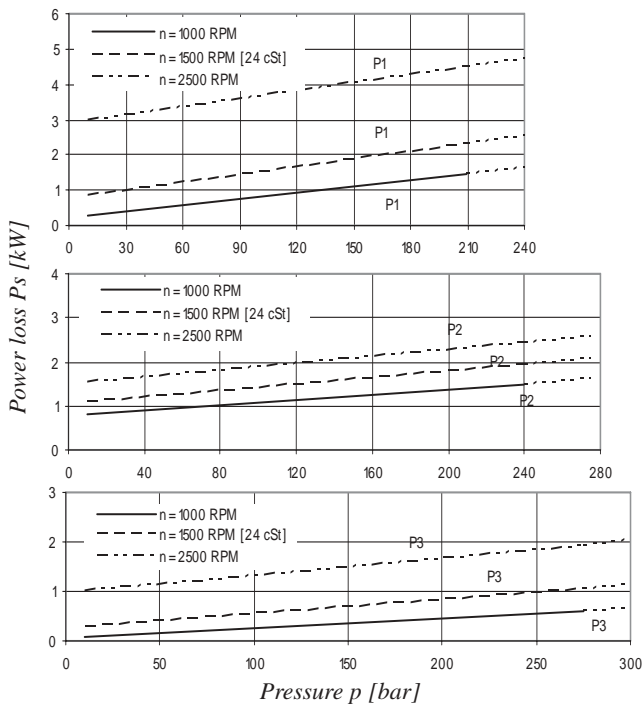 Power loss Ps [kW]
6
5
4
3
2
1
0
n = 1000 RPM
n = 1500 RPM [24 cSt]
n = 2500 RPM
P1
P1
P1
0 30 60 90 120 150 180 210 240
4
3
2
1
0
n = 1000 RPM
n = 1500 RPM [24 cSt]
n = 2500 RPM
P2
P2
P2
0 40 80 120 160 200 240 280
3
2
1
0
n = 1000 RPM
n = 1500 RPM [24 cSt]
n = 2500 RPM
P3
P3
P3
0 50 100 150 200 250 300
Pressure p [bar]